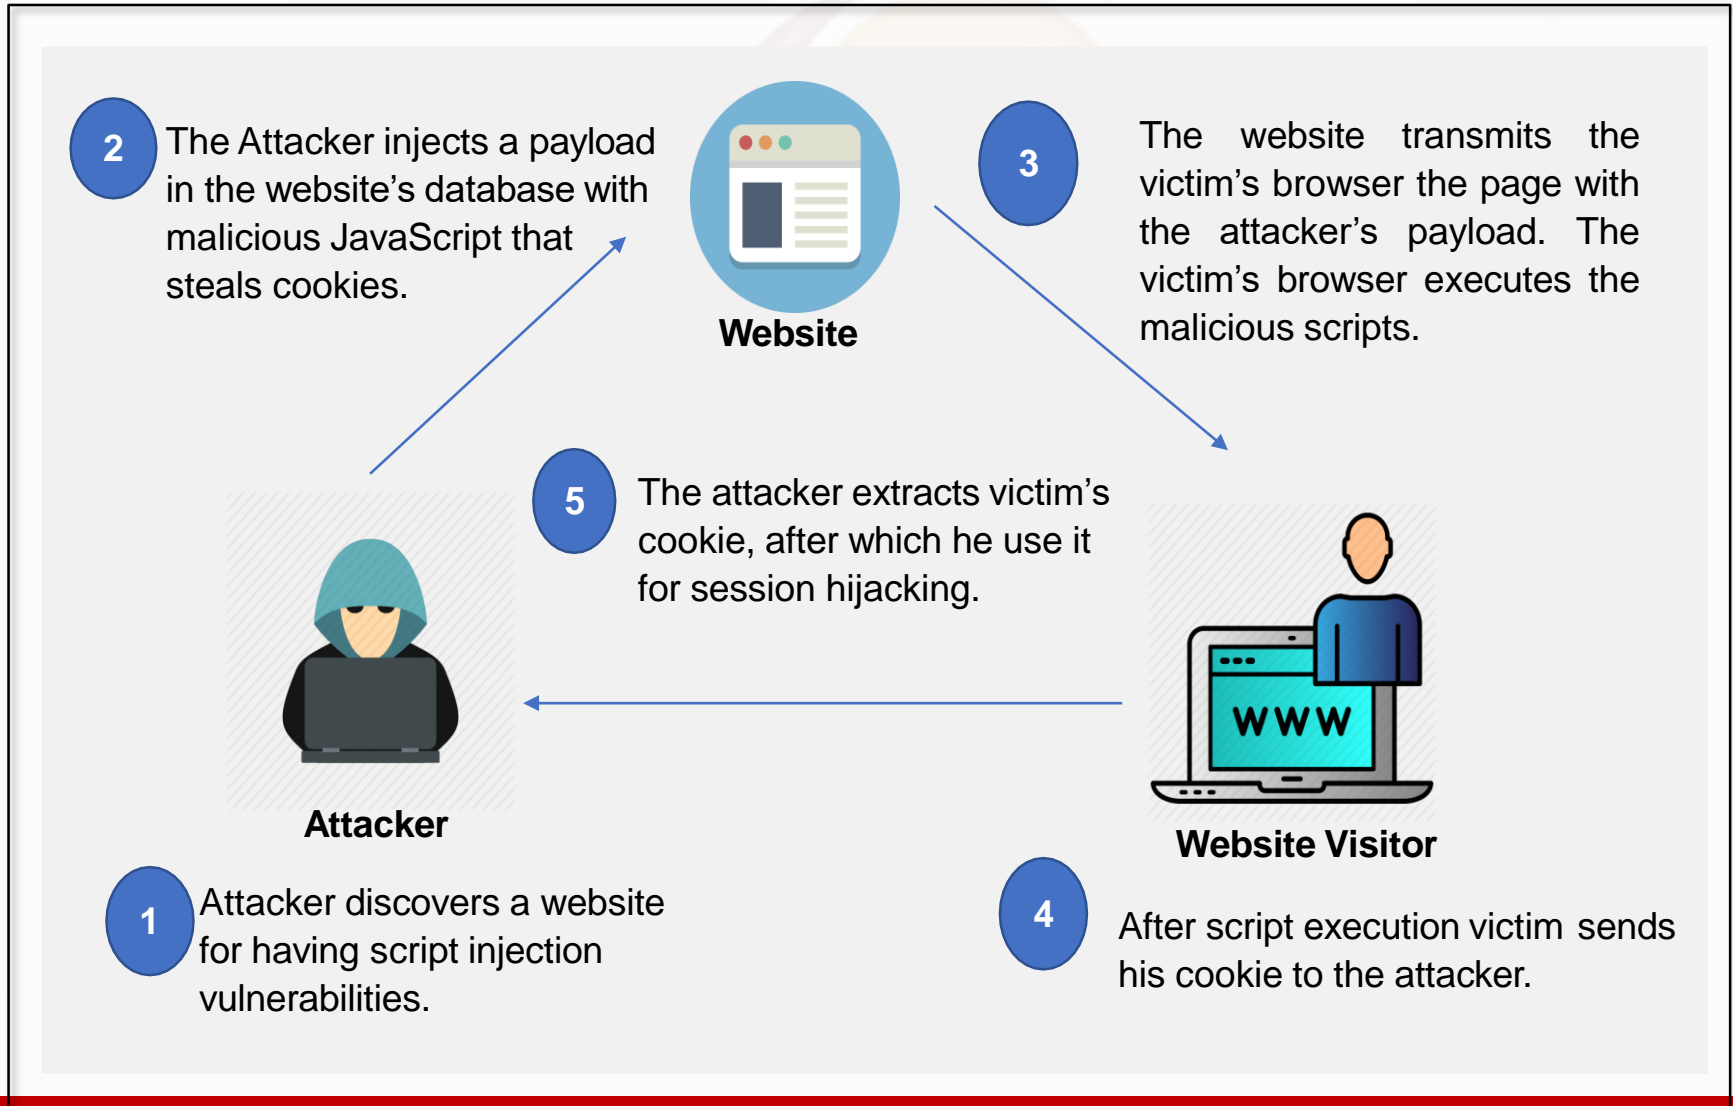 2
The Attacker injects a payload
in the website's database with
malicious JavaScript that
steals cookies.
Website
3
The website transmits the
victim's browser the page with
the attacker's payload. The
victim's browser executes the
malicious scripts.
5
The attacker extracts victim's
cookie, after which he use it
for session hijacking.
WWW
Attacker
Website Visitor
1
Attacker discovers a website
for having script injection
vulnerabilities.
4
After script execution victim sends
his cookie to the attacker.